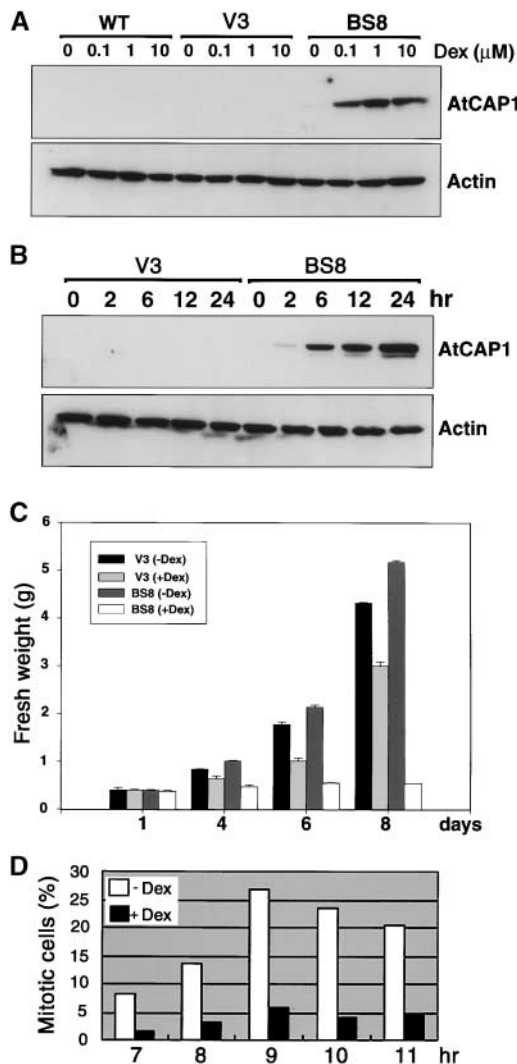 A
WT V3 BS8
0 0.1 1 10 0 0.1 1 10 0 0.1 1 10 Dex (µM)
AtCAP1
Actin
B
V3 BS8
0 2 6 12 24 0 2 6 12 24 hr
AtCAP1
Actin
C
6
5
3
2
1
0
Fresh weight (g)
V3 (-Dex)
V3 (+Dex)
BS8 (-Dex)
BS8 (+Dex)
1 4 6 8 days
D
30
25
20
15
10
5
0
Mitotic cells (%)
- Dex
+ Dex
7 8 9 10 11 hr